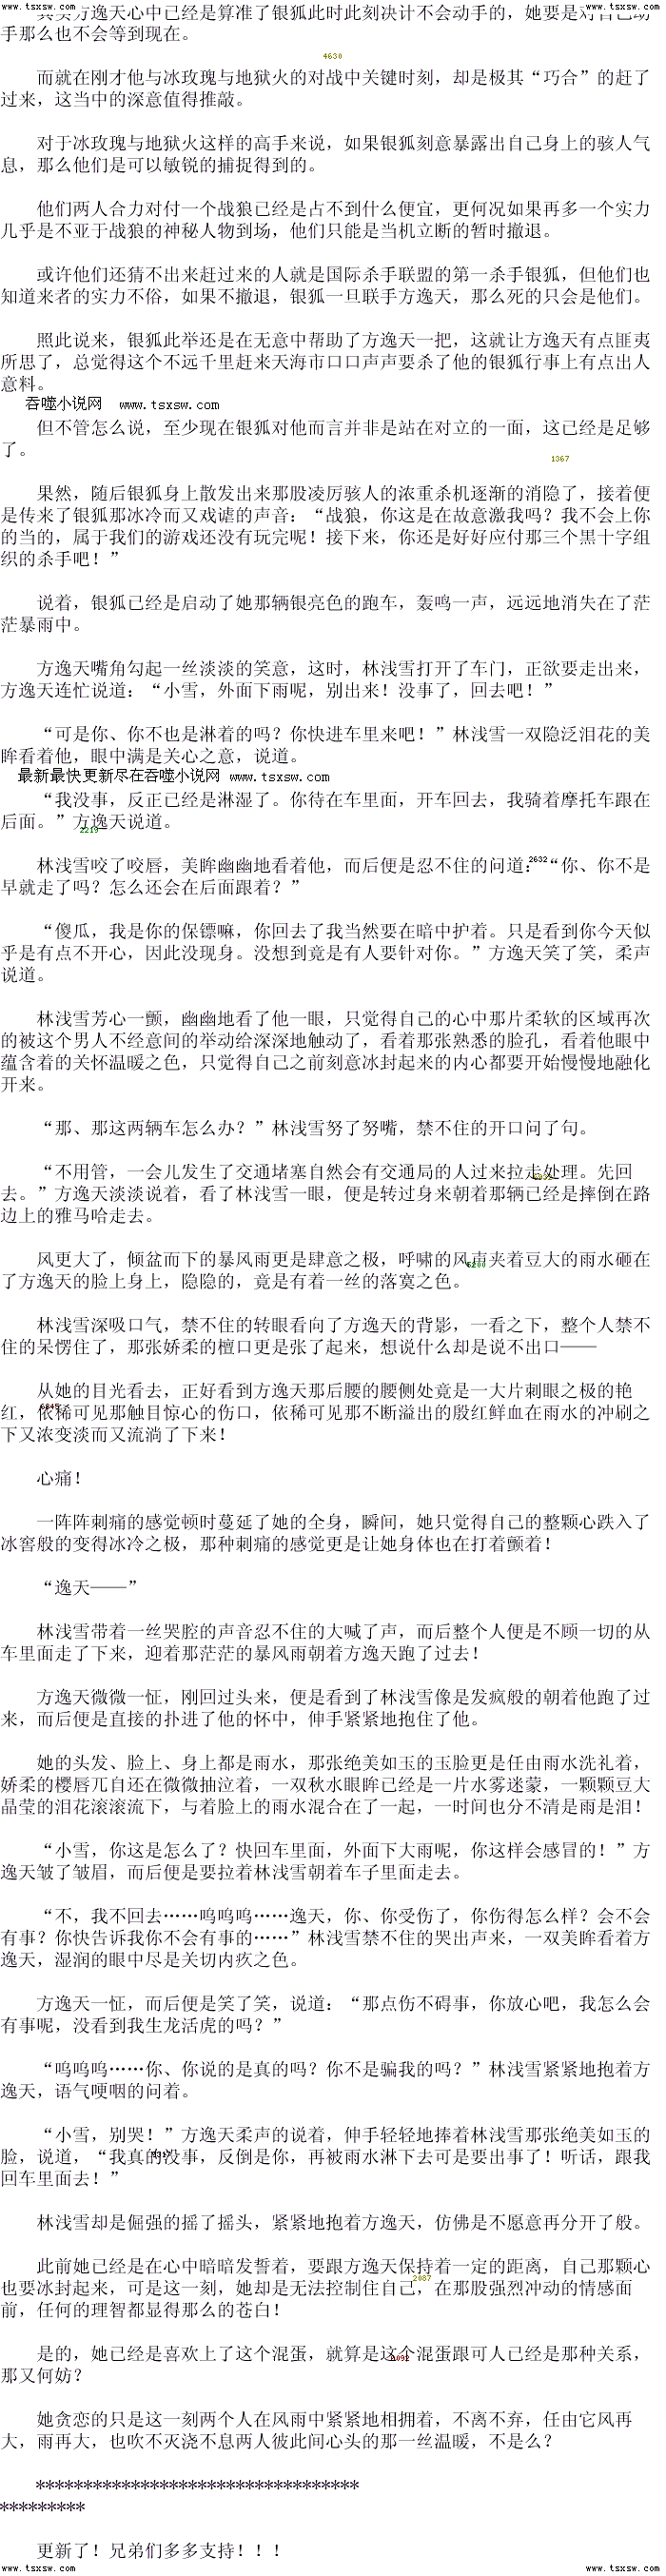 www.tsxsw.com www.tsxsw.com
其实方逸天心中已经是算准了银狐此时此刻决计不会动手的，她要是对自己动
手那么也不会等到现在。
4630
而就在刚才他与冰玫瑰与地狱火的对战中关键时刻，却是极其“巧合”的赶了
过来，这当中的深意值得推敲。
对于冰玫瑰与地狱火这样的高手来说，如果银狐刻意暴露出自己身上的骇人气
息，那么他们是可以敏锐的捕捉得到的。
他们两人合力对付一个战狼已经是占不到什么便宜，更何况如果再多一个实力
几乎是不亚于战狼的神秘人物到场，他们只能是当机立断的暂时撤退。
或许他们还猜不出来赶过来的人就是国际杀手联盟的第一杀手银狐，但他们也
知道来者的实力不俗，如果不撤退，银狐一旦联手方逸天，那么死的只会是他们。
照此说来，银狐此举还是在无意中帮助了方逸天一把，这就让方逸天有点匪夷
所思了，总觉得这个不远千里赶来天海市口口声声要杀了他的银狐行事上有点出人
意料。
吞噬小说网 www.tsxsw.com
但不管怎么说，至少现在银狐对他而言并非是站在对立的一面，这已经是足够
了。
1367
果然，随后银狐身上散发出来那股凌厉骇人的浓重杀机逐渐的消隐了，接着便
是传来了银狐那冰冷而又戏谑的声音：“战狼，你这是在故意激我吗？我不会上你
的当的，属于我们的游戏还没有玩完呢！接下来，你还是好好应付那三个黑十字组
织的杀手吧！”
说着，银狐已经是启动了她那辆银亮色的跑车，轰鸣一声，远远地消失在了茫
茫暴雨中。
方逸天嘴角勾起一丝淡淡的笑意，这时，林浅雪打开了车门，正欲要走出来，
方逸天连忙说道：“小雪，外面下雨呢，别出来！没事了，回去吧！”
“可是你、你不也是淋着的吗？你快进车里来吧！”林浅雪一双隐泛泪花的美
眸看着他，眼中满是关心之意，说道。
最新最快更新尽在吞噬小说网 www.tsxsw.com
“我没事，反正已经是淋湿了。你待在车里面，开车回去，我骑着摩托车跟在
后面。”方逸天说道。
2219
林浅雪咬了咬唇，美眸幽幽地看着他，而后便是忍不住的问道：“你、你不是
2632
早就走了吗？怎么还会在后面跟着？”
“傻瓜，我是你的保镖嘛，你回去了我当然要在暗中护着。只是看到你今天似
乎是有点不开心，因此没现身。没想到竟是有人要针对你。”方逸天笑了笑，柔声
说道。
林浅雪芳心一颤，幽幽地看了他一眼，只觉得自己的心中那片柔软的区域再次
的被这个男人不经意间的举动给深深地触动了，看着那张熟悉的脸孔，看着他眼中
蕴含着的关怀温暖之色，只觉得自己之前刻意冰封起来的内心都要开始慢慢地融化
开来。
“那、那这两辆车怎么办？”林浅雪努了努嘴，禁不住的开口问了句。
“不用管，一会儿发生了交通堵塞自然会有交通局的人过来拉走处理。先回
去。”方逸天淡淡说着，看了林浅雪一眼，便是转过身来朝着那辆已经是摔倒在路
边上的雅马哈走去。
风更大了，倾盆而下的暴风雨更是肆意之极，呼啸的风声夹着豆大的雨水砸在
了方逸天的脸上身上，隐隐的，竟是有着一丝的落寞之色。
林浅雪深吸口气，禁不住的转眼看向了方逸天的背影，一看之下，整个人禁不
住的呆愣住了，那张娇柔的檀口更是张了起来，想说什么却是说不出口——
从她的目光看去，正好看到方逸天那后腰的腰侧处竟是一大片刺眼之极的艳
红，依稀可见那触目惊心的伤口，依稀可见那不断溢出的殷红鲜血在雨水的冲刷之
下又浓变淡而又流淌了下来！
心痛！
一阵阵刺痛的感觉顿时蔓延了她的全身，瞬间，她只觉得自己的整颗心跌入了
冰窖般的变得冰冷之极，那种刺痛的感觉更是让她身体也在打着颤着！
“逸天——”
林浅雪带着一丝哭腔的声音忍不住的大喊了声，而后整个人便是不顾一切的从
车里面走了下来，迎着那茫茫的暴风雨朝着方逸天跑了过去！
方逸天微微一怔，刚回过头来，便是看到了林浅雪像是发疯般的朝着他跑了过
来，而后便是直接的扑进了他的怀中，伸手紧紧地抱住了他。
她的头发、脸上、身上都是雨水，那张绝美如玉的玉脸更是任由雨水洗礼着，
娇柔的樱唇兀自还在微微抽泣着，一双秋水眼眸已经是一片水雾迷蒙，一颗颗豆大
晶莹的泪花滚滚流下，与着脸上的雨水混合在了一起，一时间也分不清是雨是泪！
“小雪，你这是怎么了？快回车里面，外面下大雨呢，你这样会感冒的！”方
逸天皱了皱眉，而后便是要拉着林浅雪朝着车子里面走去。
“不，我不回去……呜呜呜……逸天，你、你受伤了，你伤得怎么样？会不会
有事？你快告诉我你不会有事的……”林浅雪禁不住的哭出声来，一双美眸看着方
逸天，湿润的眼中尽是关切内疚之色。
方逸天一怔，而后便是笑了笑，说道：“那点伤不碍事，你放心吧，我怎么会
有事呢，没看到我生龙活虎的吗？”
“呜呜呜……你、你说的是真的吗？你不是骗我的吗？”林浅雪紧紧地抱着方
逸天，语气哽咽的问着。
“小雪，别哭！”方逸天柔声的说着，伸手轻轻地捧着林浅雪那张绝美如玉的
脸，说道，“我真的没事，反倒是你，再被雨水淋下去可是要出事了！听话，跟我
回车里面去！”
林浅雪却是倔强的摇了摇头，紧紧地抱着方逸天，仿佛是不愿意再分开了般。
此前她已经是在心中暗暗发誓着，要跟方逸天保持着一定的距离，自己那颗心
也要冰封起来，可是这一刻，她却是无法控制住自己，在那股强烈冲动的情感面
2087
前，任何的理智都显得那么的苍白！
是的，她已经是喜欢上了这个混蛋，就算是这个混蛋跟可人已经是那种关系，
那又何妨？
她贪恋的只是这一刻两个人在风雨中紧紧地相拥着，不离不弃，任由它风再
大，雨再大，也吹不灭浇不息两人彼此间心头的那一丝温暖，不是么？
**********************************
*********
更新了！兄弟们多多支持！！！
www.tsxsw.com www.tsxsw.com